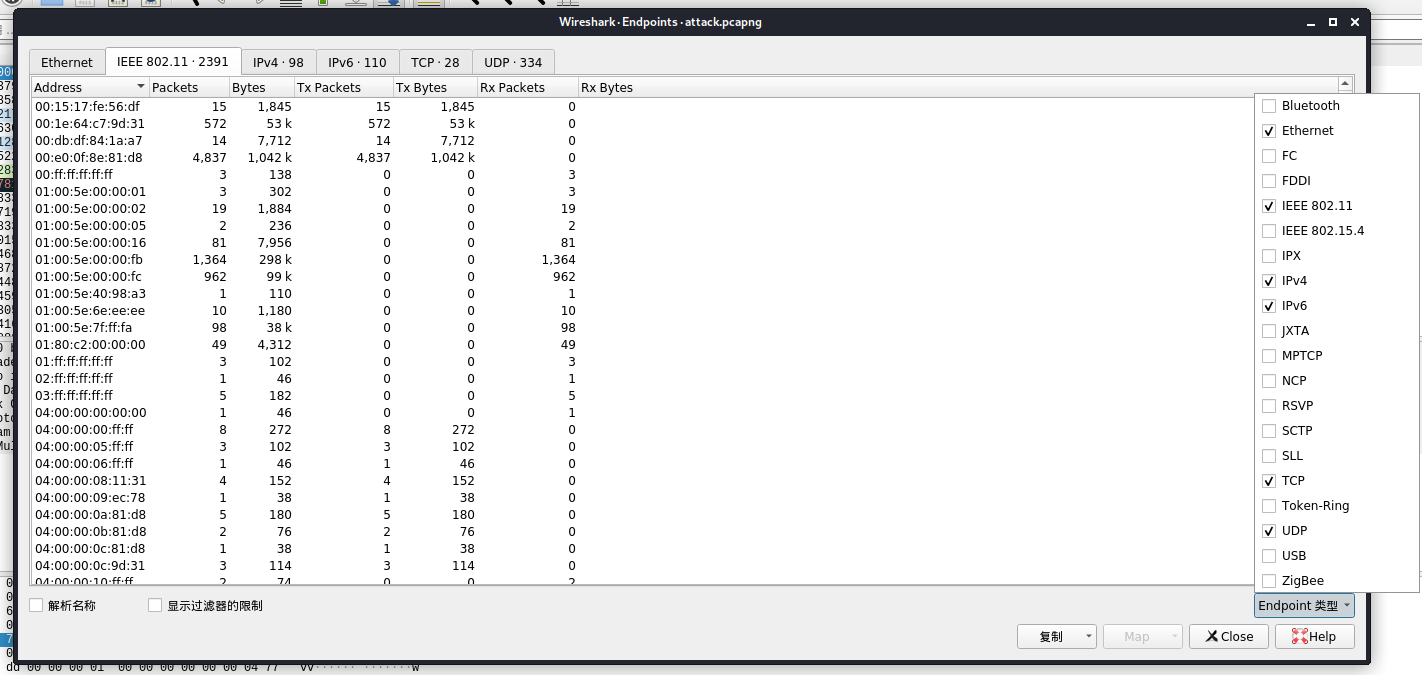 Wireshark · Endpoints · attack.pcapng
Ethernet IEEE 802.11 · 2391 IPv4 · 98 IPv6 · 110 TCP · 28 UDP · 334
Address Packets Bytes Tx Packets Tx Bytes Rx Packets Rx Bytes
00:15:17:fe:56:df 15 1,845 15 1,845 0
00:1e:64:c7:9d:31 572 53 k 572 53 k 0
00:db:df:84:1a:a7 14 7,712 14 7,712 0
00:e0:0f:8e:81:d8 4,837 1,042 k 4,837 1,042 k 0
00:ff:ff:ff:ff:ff 3 138 0 0 3
01:00:5e:00:00:01 3 302 0 0 3
01:00:5e:00:00:02 19 1,884 0 0 19
01:00:5e:00:00:05 2 236 0 0 2
01:00:5e:00:00:16 81 7,956 0 0 81
01:00:5e:00:00:fb 1,364 298 k 0 0 1,364
01:00:5e:00:00:fc 962 99 k 0 0 962
01:00:5e:40:98:a3 1 110 0 0 1
01:00:5e:6e:ee:ee 10 1,180 0 0 10
01:00:5e:7f:ff:fa 98 38 k 0 0 98
01:80:c2:00:00:00 49 4,312 0 0 49
01:ff:ff:ff:ff:ff 3 102 0 0 3
02:ff:ff:ff:ff:ff 1 46 0 0 1
03:ff:ff:ff:ff:ff 5 182 0 0 5
04:00:00:00:00:00 1 46 0 0 1
04:00:00:00:ff:ff 8 272 8 272 0
04:00:00:05:ff:ff 3 102 3 102 0
04:00:00:06:ff:ff 1 46 1 46 0
04:00:00:08:11:31 4 152 4 152 0
04:00:00:09:ec:78 1 38 1 38 0
04:00:00:0a:81:d8 5 180 5 180 0
04:00:00:0b:81:d8 2 76 2 76 0
04:00:00:0c:81:d8 1 38 1 38 0
04:00:00:0c:9d:31 3 114 3 114 0
04:00:00:10:ff:ff 2 74 0 0 2
Bluetooth
Ethernet
FC
FDDI
IEEE 802.11
IEEE 802.15.4
IPX
IPv4
IPv6
JXTA
MPTCP
NCP
RSVP
SCTP
SLL
TCP
Token-Ring
UDP
USB
ZigBee
解析名称 显示过滤器的限制 Endpoint 类型
复制 Map Close Help